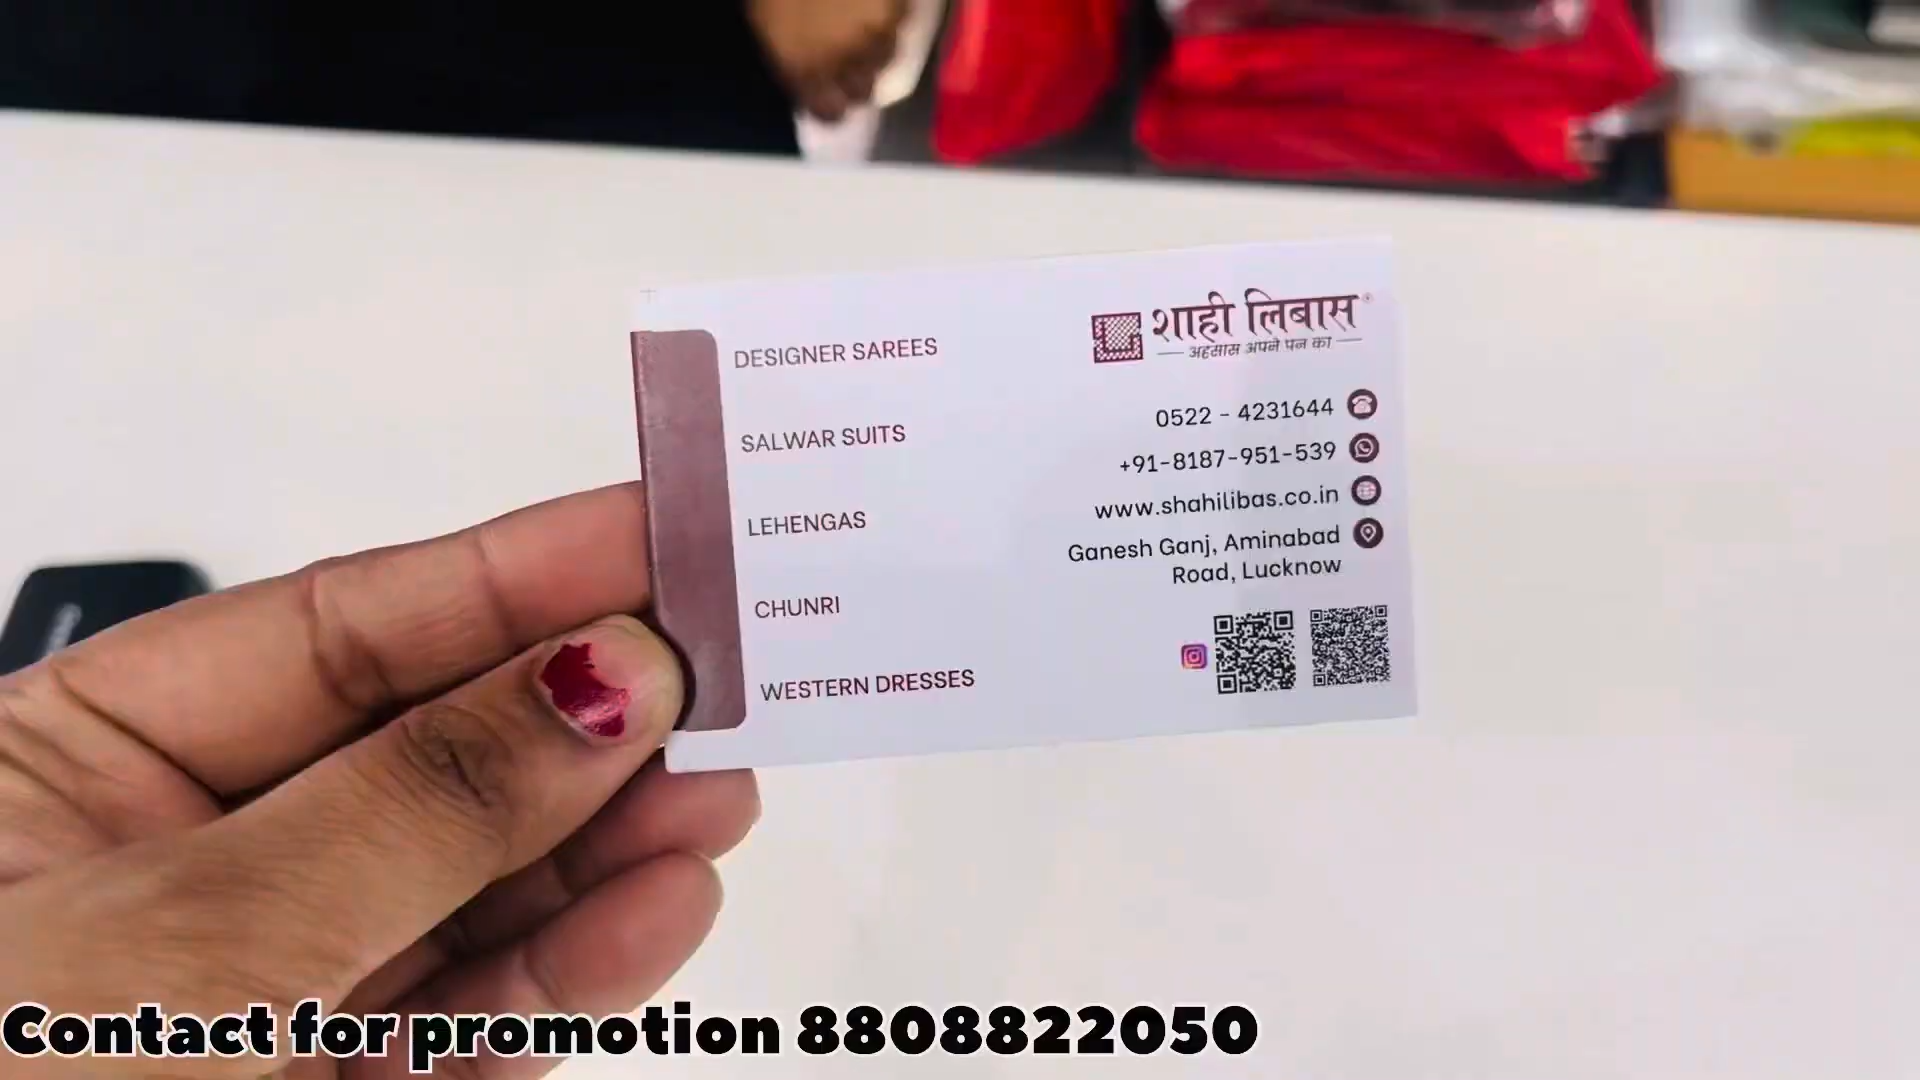 DESIGNER SAREES
SALWAR SUITS
LEHENGAS
CHUNRI
WESTERN DRESSES
शाही लिबास
अहसास अपने पन का
0522 - 4231644
+91-8187-951-539
www.shahilibas.co.in
Ganesh Ganj, Aminabad
Road, Lucknow
Contact for promotion 8808822050